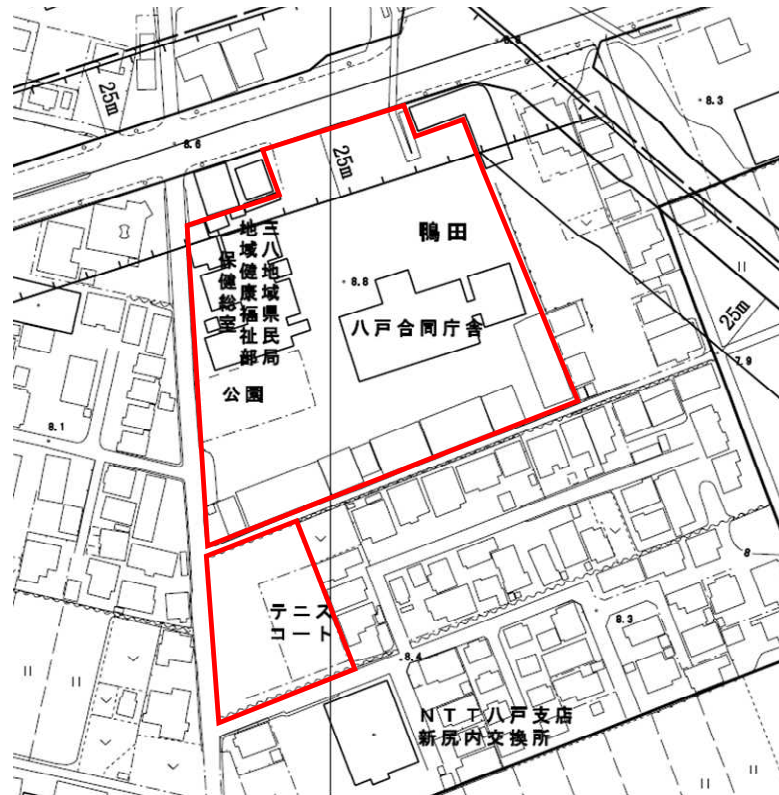 25m
8.6
25m
8.3
鴨田
三八地域県民局
地域健康福祉部
保健総室
8.8
八戸合同庁舎
公園
25m
7.9
8.1
テニス
コート
8.3
8.4
8
NTT八戸支店
新尻内交換所